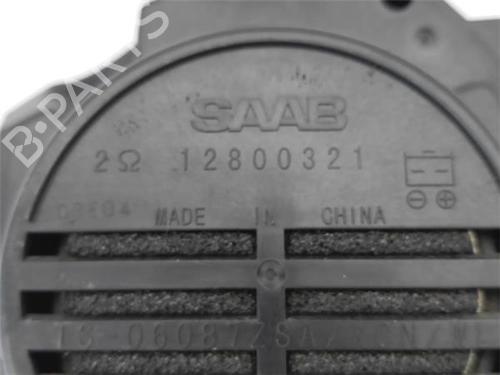 B-PARTS
SAAB
2Ω 12800321
MADE IN CHINA